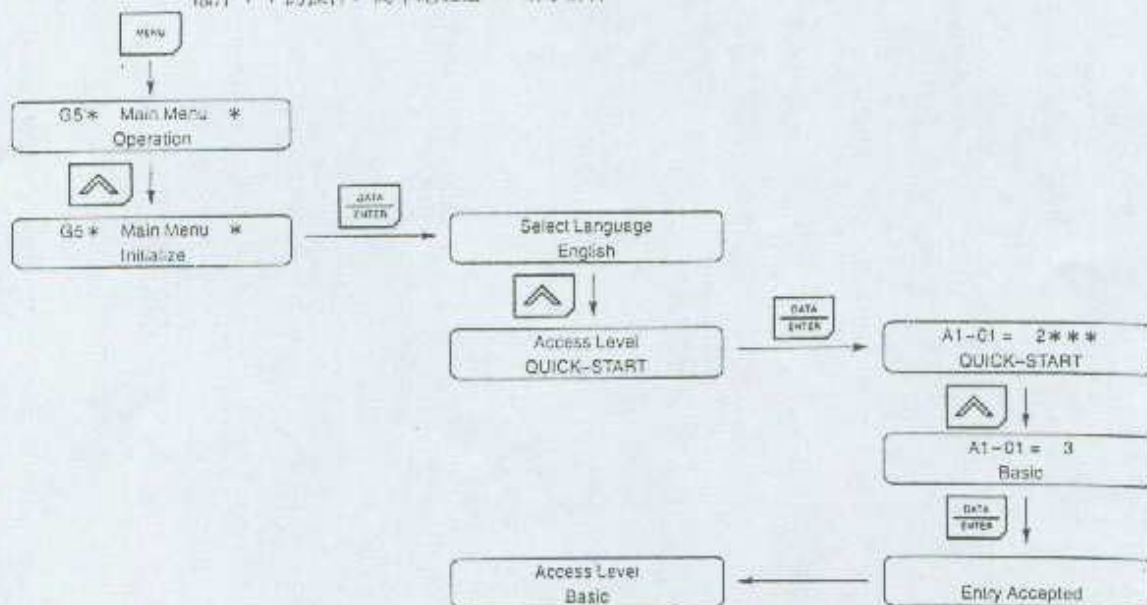 MENU
G5* Main Menu *
Operation
G5* Main Menu *
Initialize
DATA
ENTER
Select Language
English
Access Level
QUICK-START
DATA
ENTER
A1-01 = 2***
QUICK-START
A1-01 = 3
Basic
DATA
ENTER
Entry Accepted
Access Level
Basic